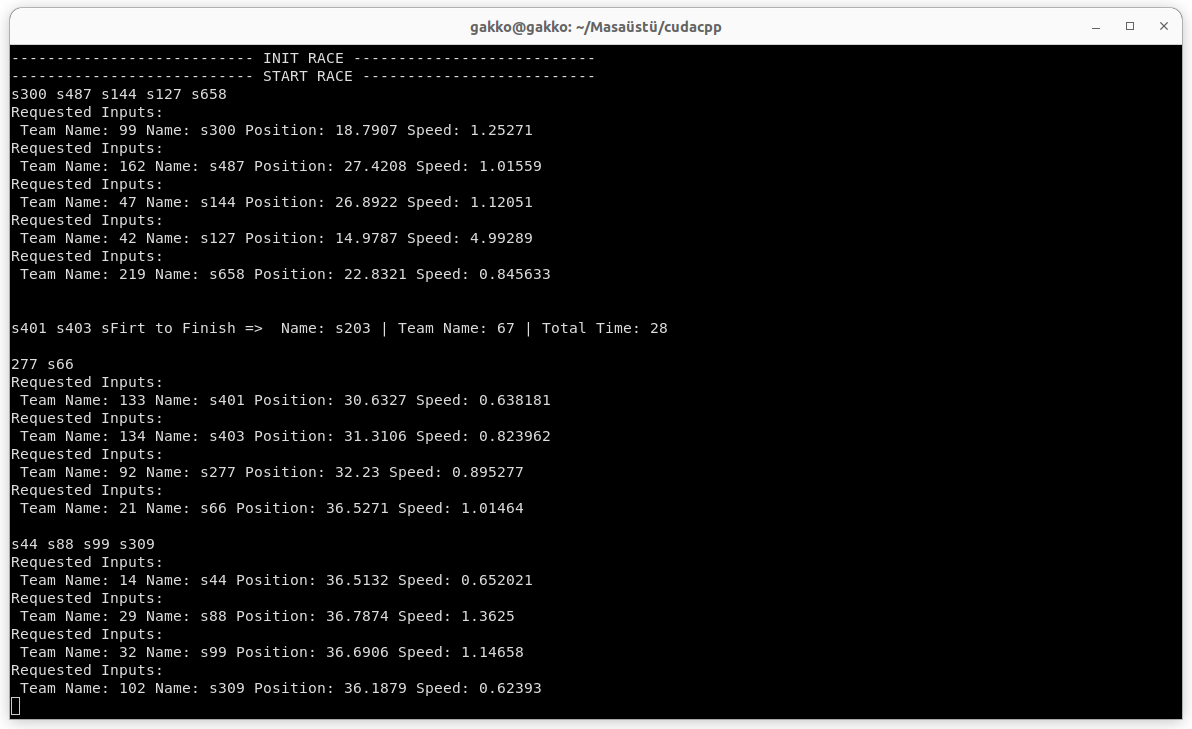 gakko@gakko: ~/Masaüstü/cudacpp
--------------------------- INIT RACE ---------------------------
--------------------------- START RACE --------------------------
s300 s487 s144 s127 s658
Requested Inputs:
 Team Name: 99 Name: s300 Position: 18.7907 Speed: 1.25271
Requested Inputs:
 Team Name: 162 Name: s487 Position: 27.4208 Speed: 1.01559
Requested Inputs:
 Team Name: 47 Name: s144 Position: 26.8922 Speed: 1.12051
Requested Inputs:
 Team Name: 42 Name: s127 Position: 14.9787 Speed: 4.99289
Requested Inputs:
 Team Name: 219 Name: s658 Position: 22.8321 Speed: 0.845633
s401 s403 sFirt to Finish =>  Name: s203 | Team Name: 67 | Total Time: 28
277 s66
Requested Inputs:
 Team Name: 133 Name: s401 Position: 30.6327 Speed: 0.638181
Requested Inputs:
 Team Name: 134 Name: s403 Position: 31.3106 Speed: 0.823962
Requested Inputs:
 Team Name: 92 Name: s277 Position: 32.23 Speed: 0.895277
Requested Inputs:
 Team Name: 21 Name: s66 Position: 36.5271 Speed: 1.01464
s44 s88 s99 s309
Requested Inputs:
 Team Name: 14 Name: s44 Position: 36.5132 Speed: 0.652021
Requested Inputs:
 Team Name: 29 Name: s88 Position: 36.7874 Speed: 1.3625
Requested Inputs:
 Team Name: 32 Name: s99 Position: 36.6906 Speed: 1.14658
Requested Inputs:
 Team Name: 102 Name: s309 Position: 36.1879 Speed: 0.62393